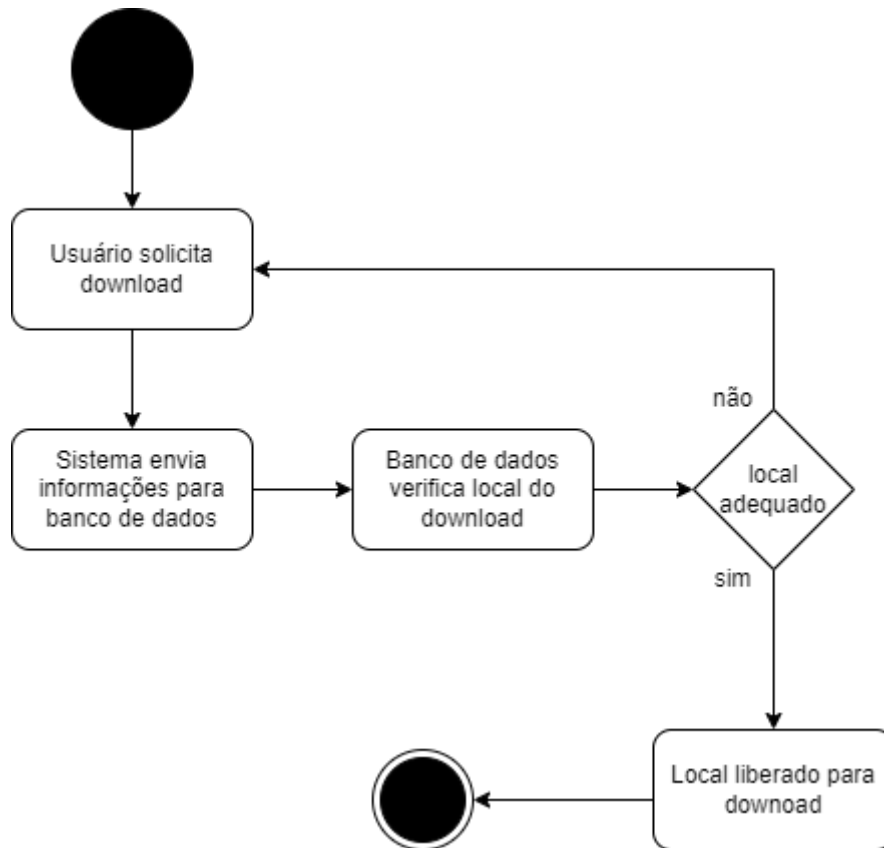 Usuário solicita
download
não
Sistema envia
informações para
banco de dados
Banco de dados
verifica local do
download
local
adequado
sim
Local liberado para
downoad